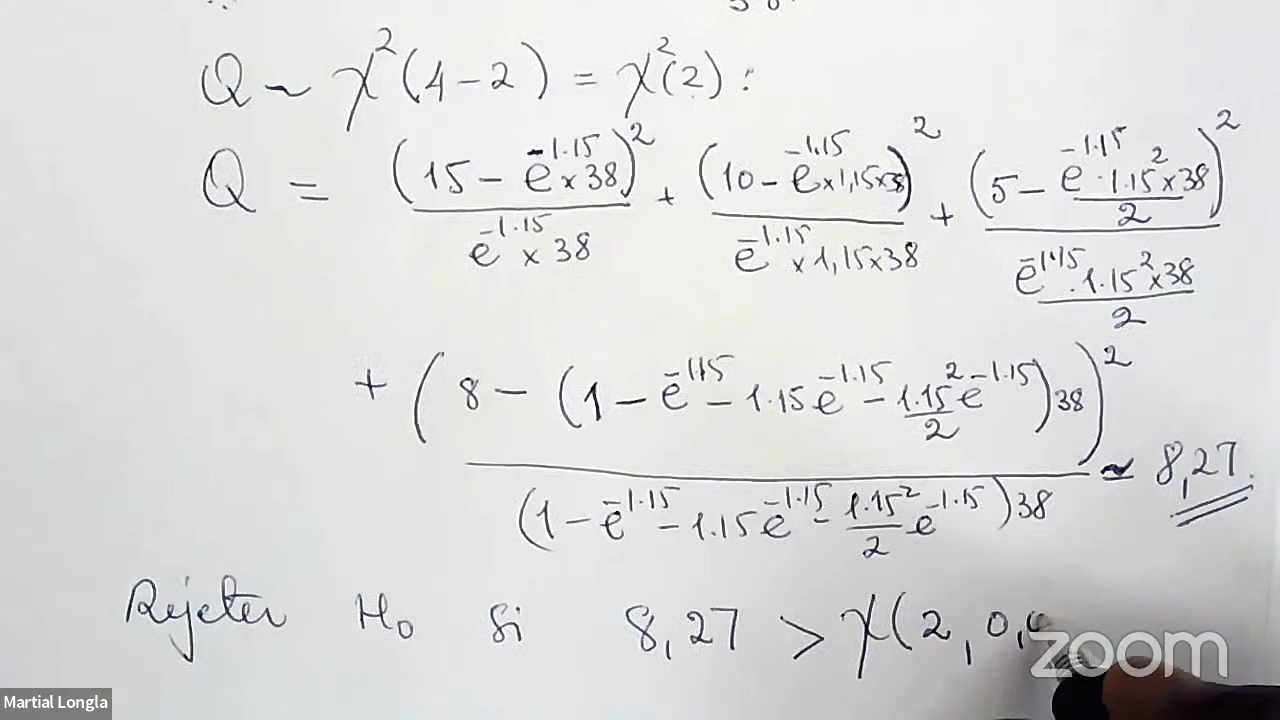 Q ~ χ²(4-2) = χ²(2) :
Q = (15 - e^-1.15 × 38)² / (e^-1.15 × 38) + (10 - e^-1.15 × 1,15 × 38)² / (e^-1.15 × 1,15 × 38) + (5 - e^-1.15 · 1.15² × 38 / 2)² / (e^-1.15 · 1.15² × 38 / 2)
+ (8 - (1 - e^-1.15 - 1.15 e^-1.15 - 1.15²/2 e^-1.15) 38)² / ((1 - e^-1.15 - 1.15 e^-1.15 - 1.15²/2 e^-1.15) 38) ≃ 8,27.
Rejeter H₀ si 8,27 > χ(2, 0,
zoom
Martial Longla